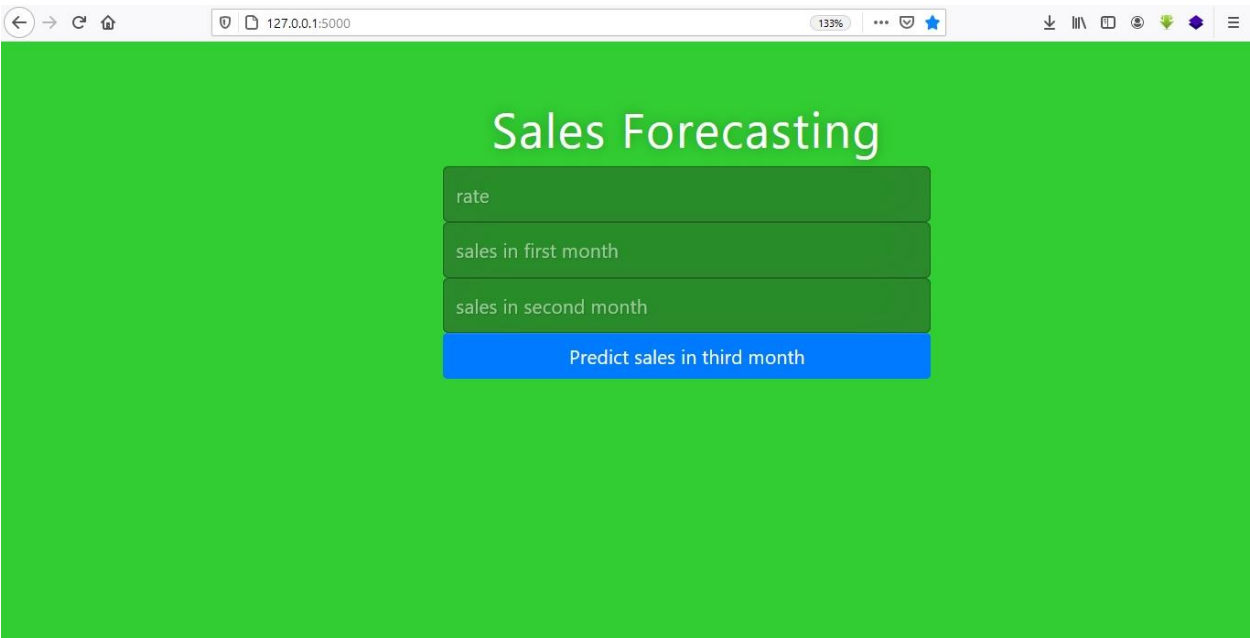 127.0.0.1:5000
133%
Sales Forecasting
rate
sales in first month
sales in second month
Predict sales in third month